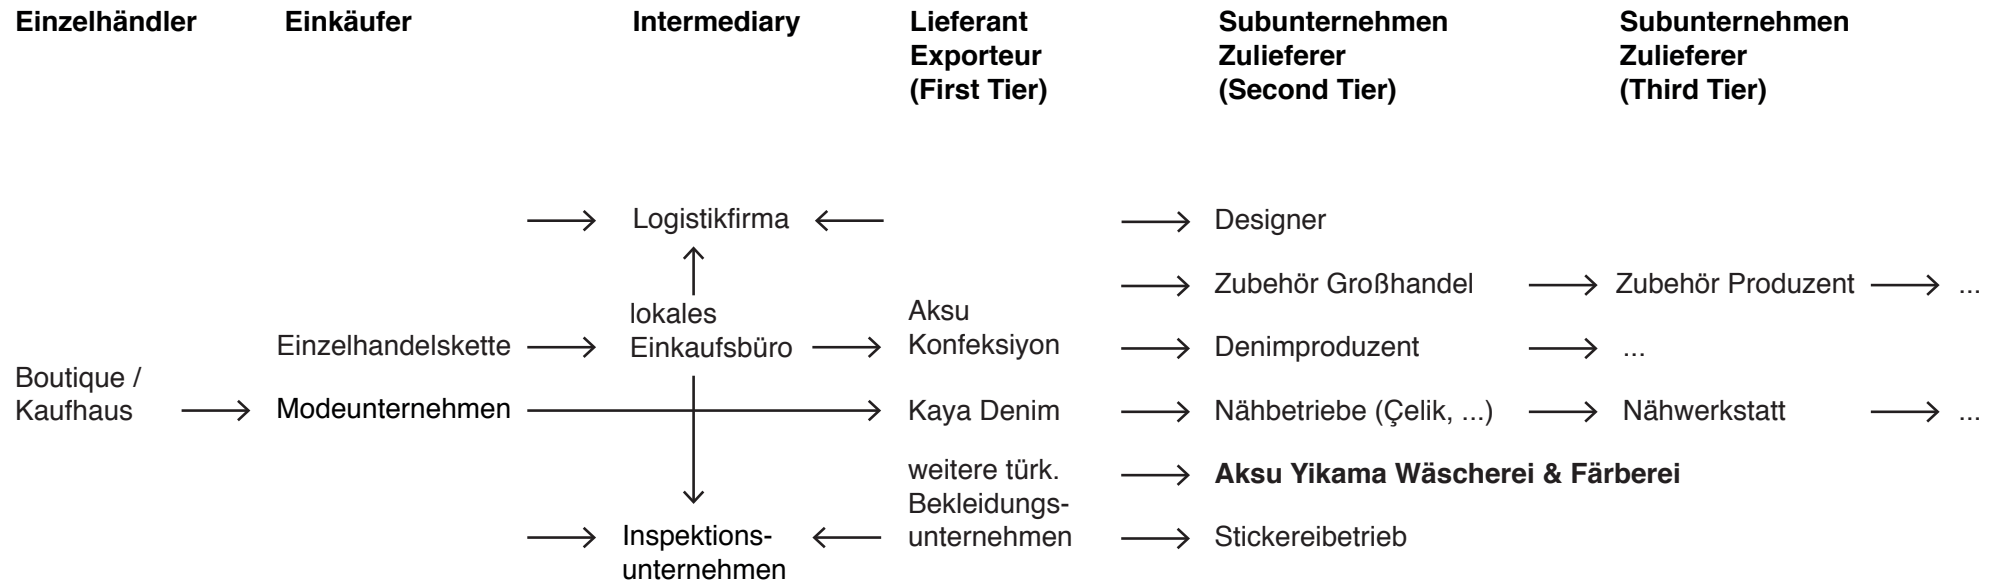 Einzelhändler
Einkäufer
Intermediary
Lieferant
Exporteur
(First Tier)
Subunternehmen
Zulieferer
(Second Tier)
Subunternehmen
Zulieferer
(Third Tier)
Logistikfirma
Designer
Zubehör Großhandel
Zubehör Produzent
...
lokales
Einkaufsbüro
Aksu
Konfeksiyon
Einzelhandelskette
Denimproduzent
...
Boutique /
Kaufhaus
Modeunternehmen
Kaya Denim
Nähbetriebe (Çelik, ...)
Nähwerkstatt
...
weitere türk.
Bekleidungs-
unternehmen
Aksu Yikama Wäscherei & Färberei
Inspektions-
unternehmen
Stickereibetrieb